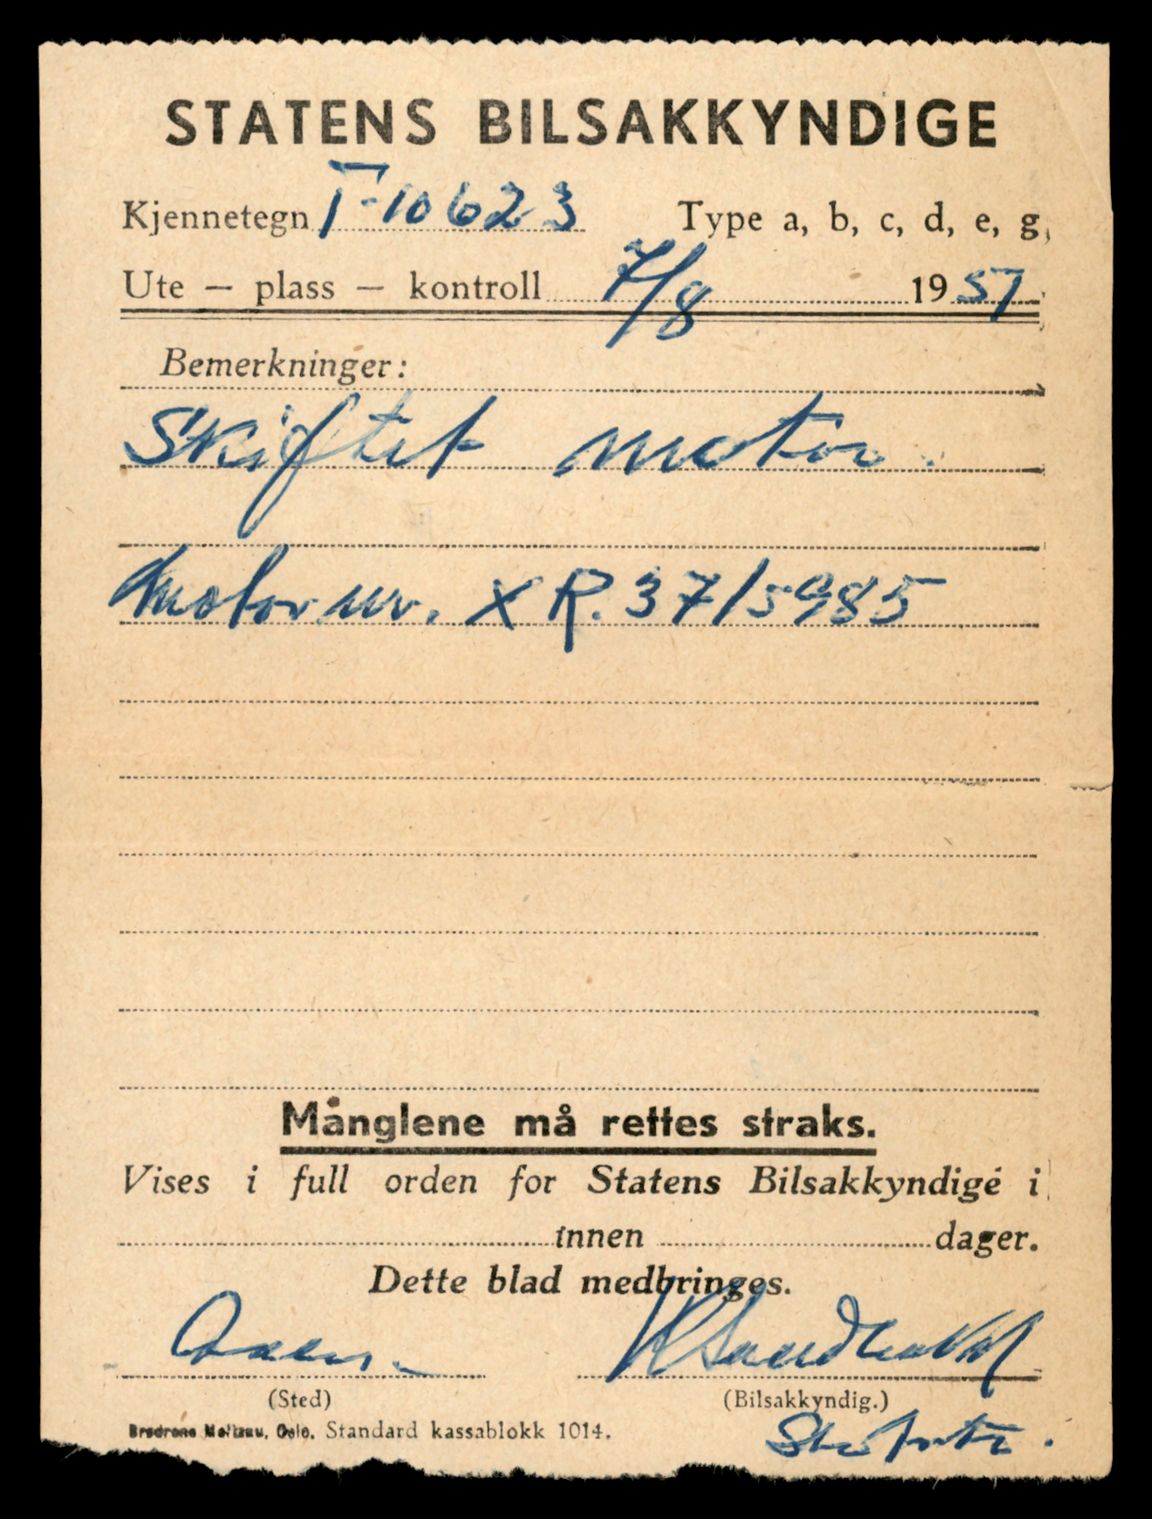 STATENS BILSAKKYNDIGE
Kjennetegn T-10623 Type a, b, c, d, e, g,
Ute – plass – kontroll 7/8 1957
Bemerkninger:
Skiftet motor.
Motor nr. XR.37/5985
Manglene må rettes straks.
Vises i full orden for Statens Bilsakkyndige i
innen dager.
Dette blad medbringes.
(Sted) (Bilsakkyndig.)
Brødrene Oslo. Standard kassablokk 1014.